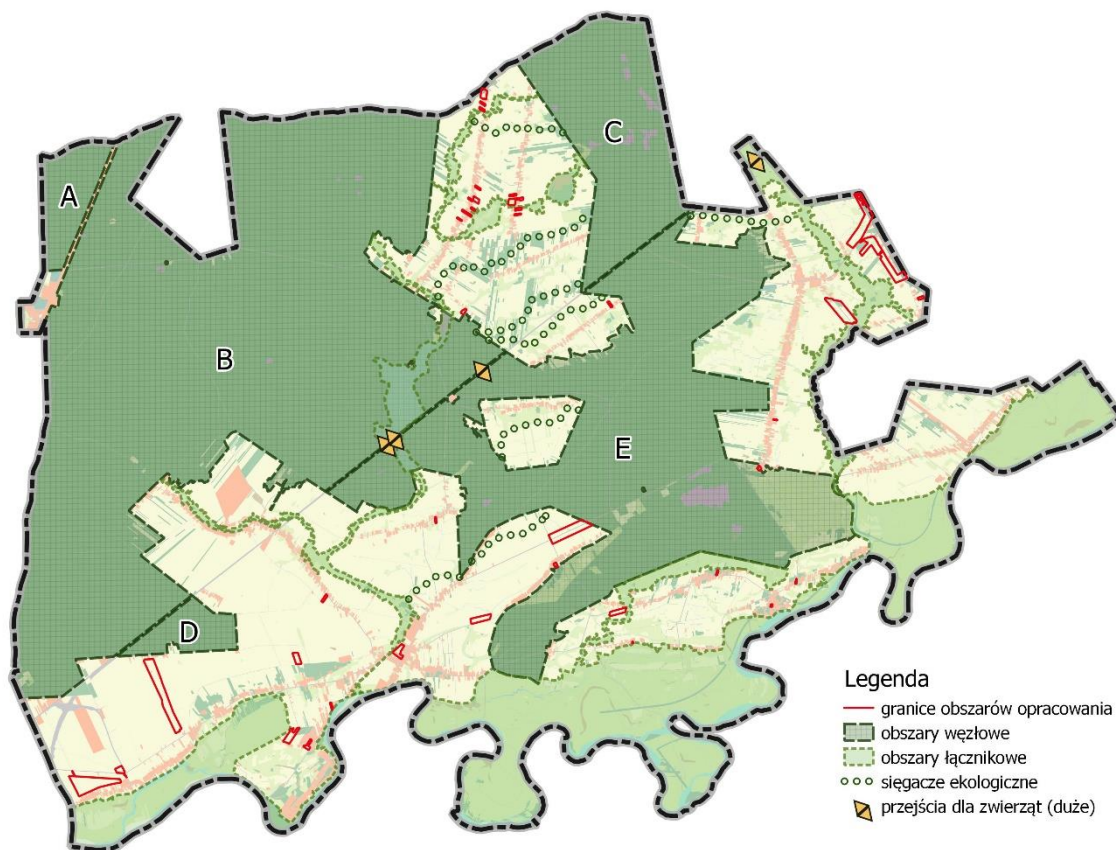 C
A
B
E
D
Legenda
granice obszarów opracowania
obszary węzłowe
obszary łącznikowe
sięgacze ekologiczne
przejścia dla zwierząt (duże)